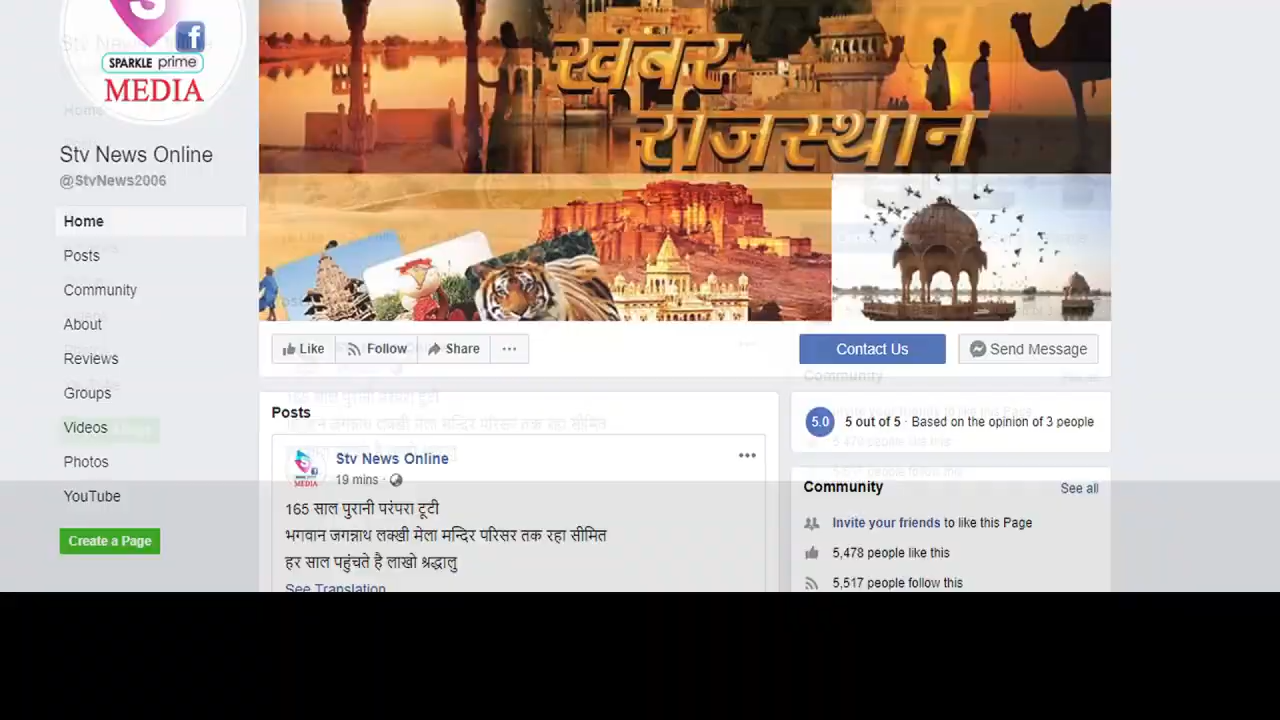 SPARKLE prime
MEDIA
Stv News Online
@StvNews2006
Home
Posts
Community
About
Reviews
Groups
Videos
Photos
YouTube
Create a Page
खबर
राजस्थान
Like
Follow
Share
Contact Us
Send Message
Posts
MEDIA
Stv News Online
19 mins ·
165 साल पुरानी परंपरा टूटी
भगवान जगन्नाथ लक्खी मेला मन्दिर परिसर तक रहा सीमित
हर साल पहुंचते है लाखो श्रद्धालु
See Translation
5.0
5 out of 5 · Based on the opinion of 3 people
Community
See all
Invite your friends to like this Page
5,478 people like this
5,517 people follow this